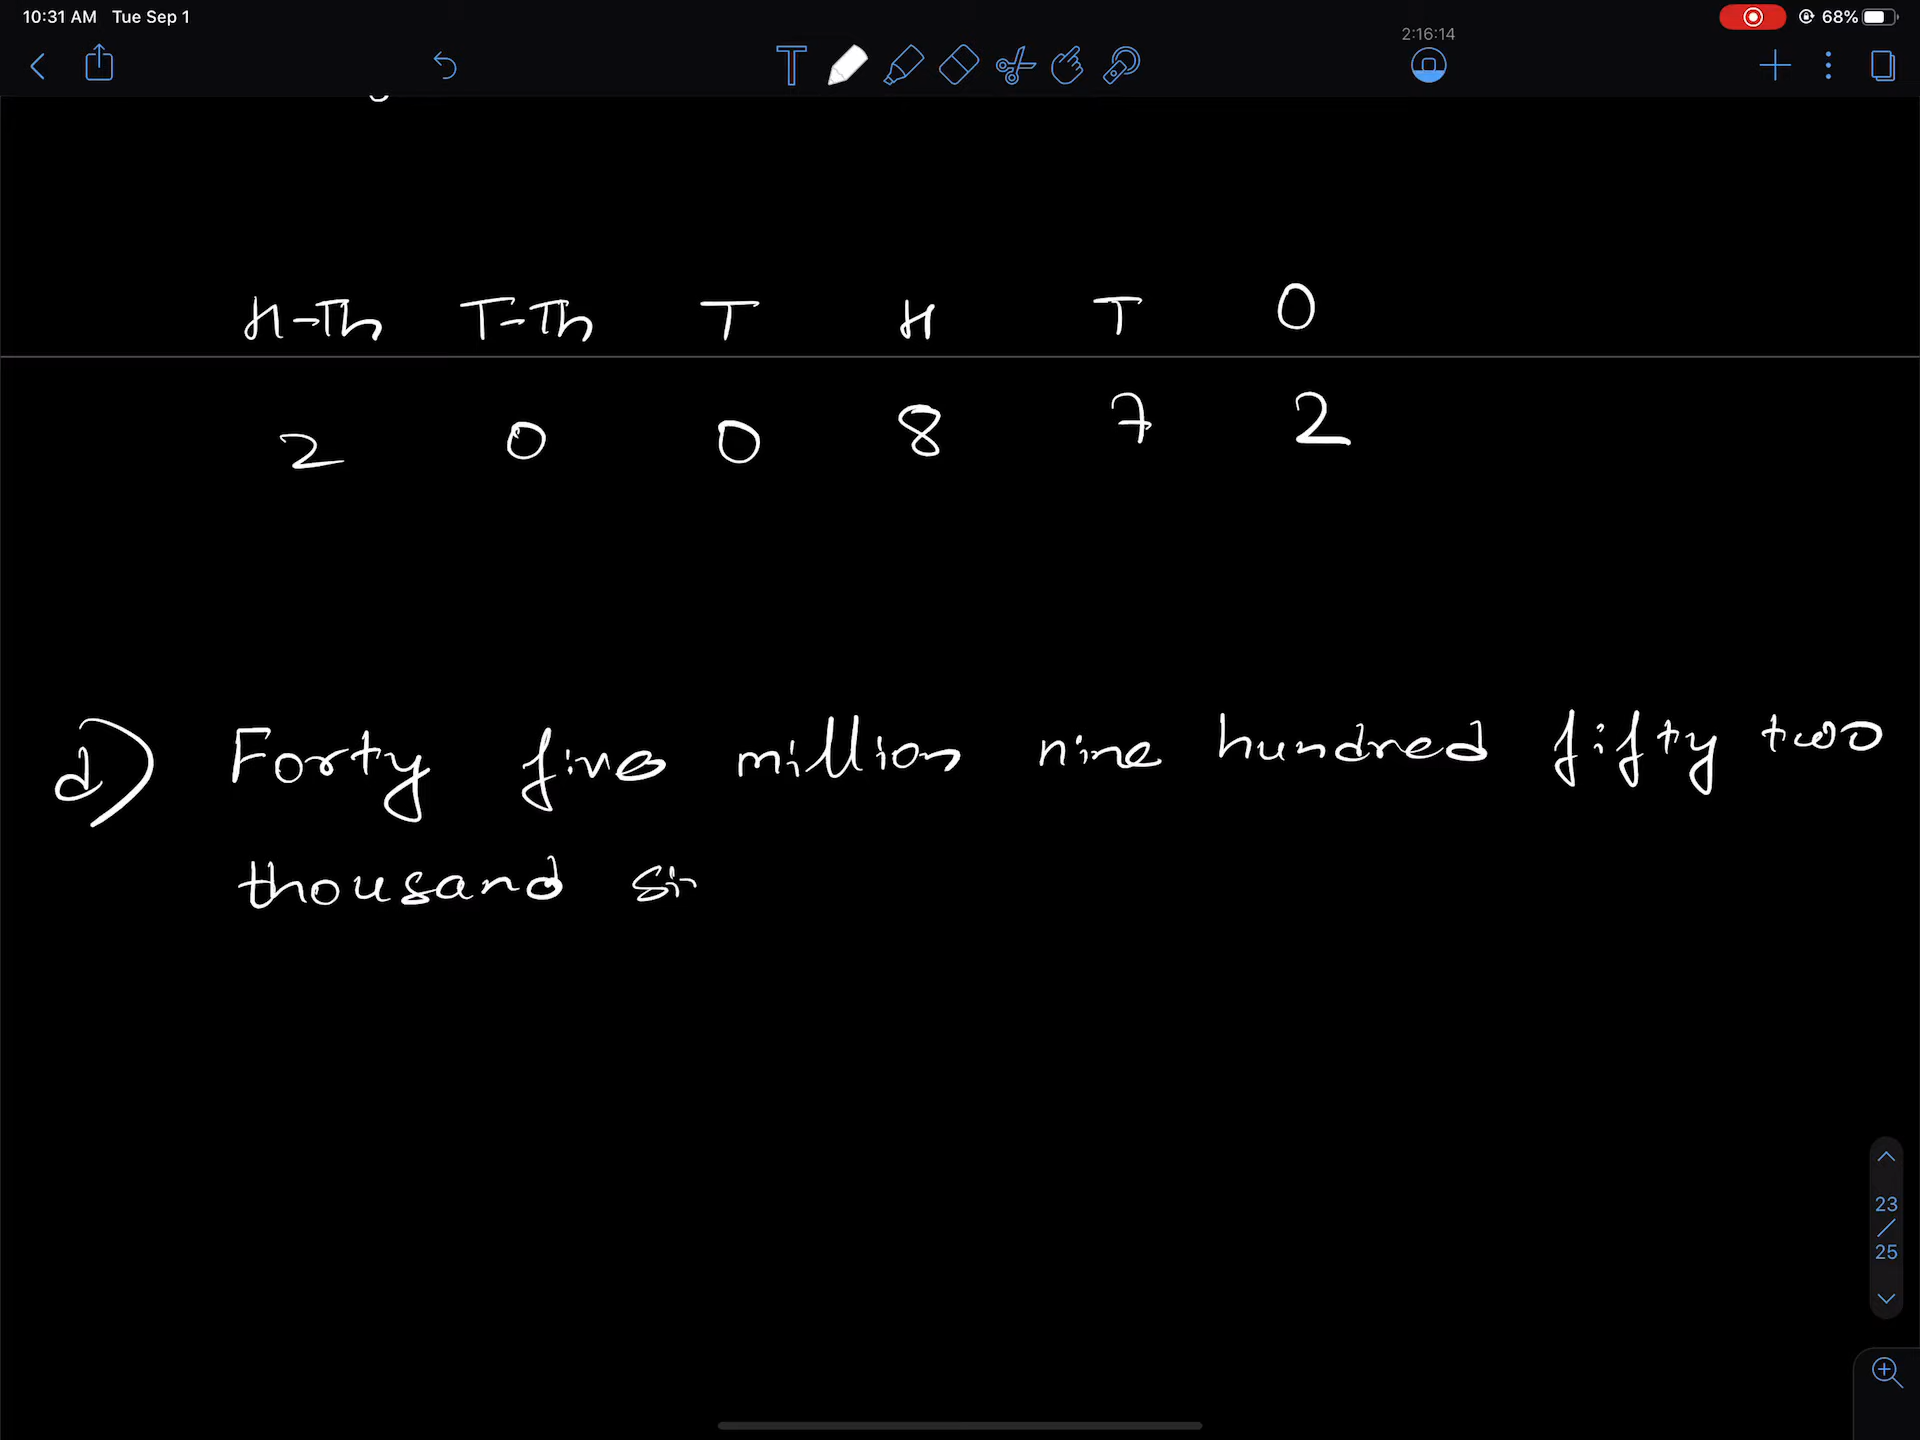 10:31 AM Tue Sep 1
68%
2:16:14
H-Th T-Th T H T O
2 0 0 8 7 2
d) Forty five million nine hundred fifty two
thousand si
23
/
25